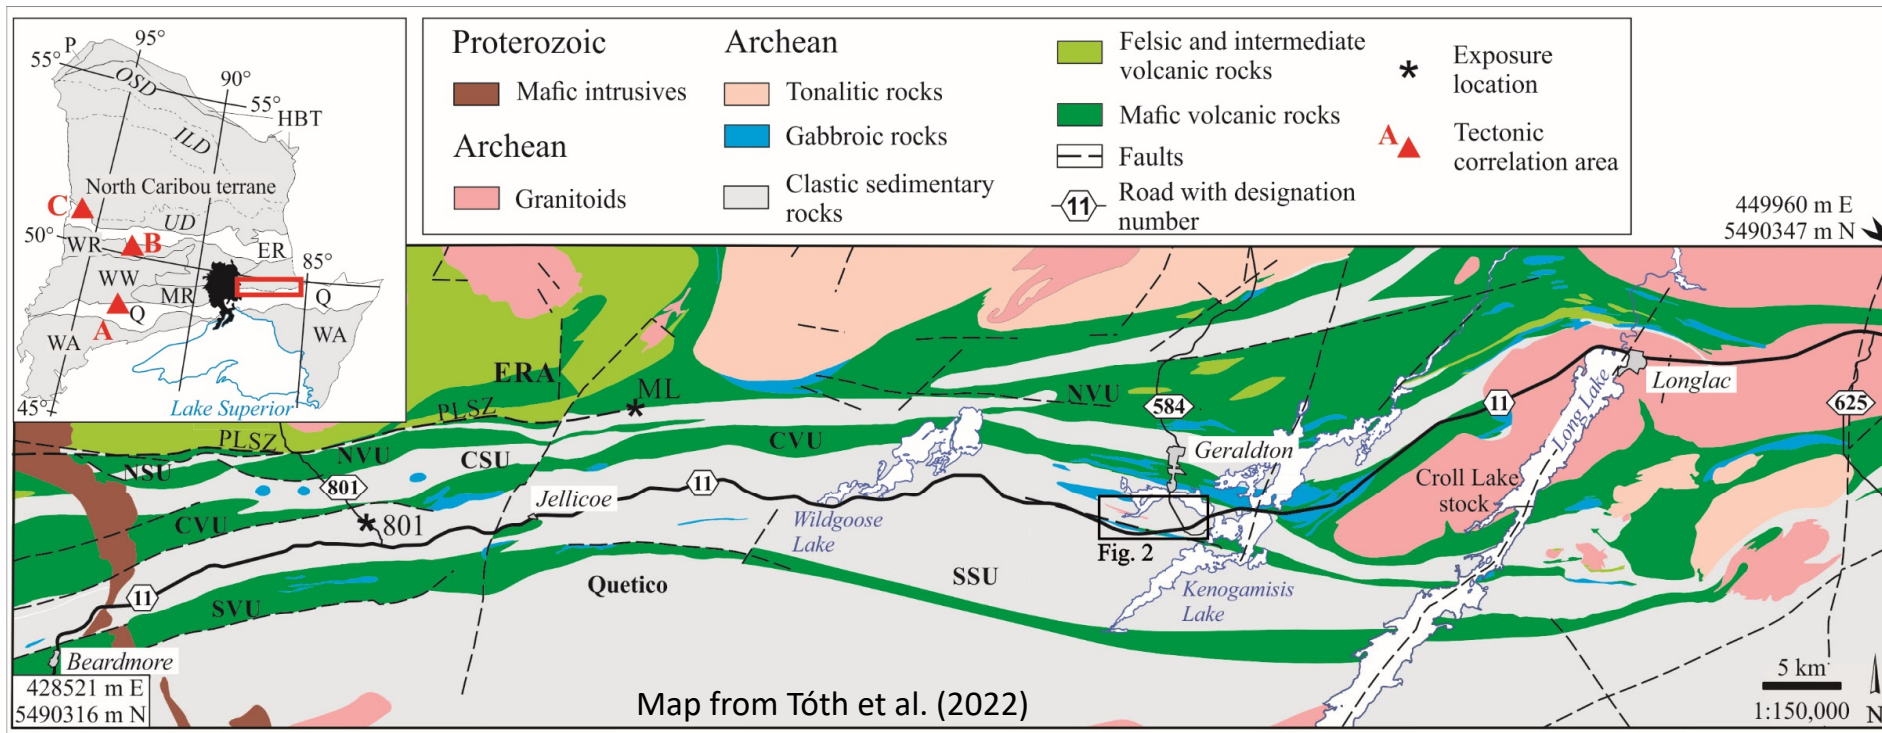 P
95°
55°
OSD
90°
55°
HBT
ILD
North Caribou terrane
C
UD
50°
WR
B
ER
85°
WW
MR
Q
Q
A
WA
WA
45°
Lake Superior
Proterozoic
Mafic intrusives
Archean
Granitoids
Archean
Tonalitic rocks
Gabbroic rocks
Clastic sedimentary
rocks
Felsic and intermediate
volcanic rocks
Mafic volcanic rocks
Faults
11
Road with designation
number
*
Exposure
location
A
Tectonic
correlation area
449960 m E
5490347 m N
ERA
ML
PLSZ
PLSZ
NVU
584
Longlac
11
625
Long Lake
NSU
NVU
CSU
CVU
Geraldton
801
11
Jellicoe
Croll Lake
stock
CVU
801
Wildgoose
Lake
Fig. 2
11
SVU
Quetico
SSU
Kenogamisis
Lake
Beardmore
428521 m E
5490316 m N
Map from Tóth et al. (2022)
5 km
1:150,000
N